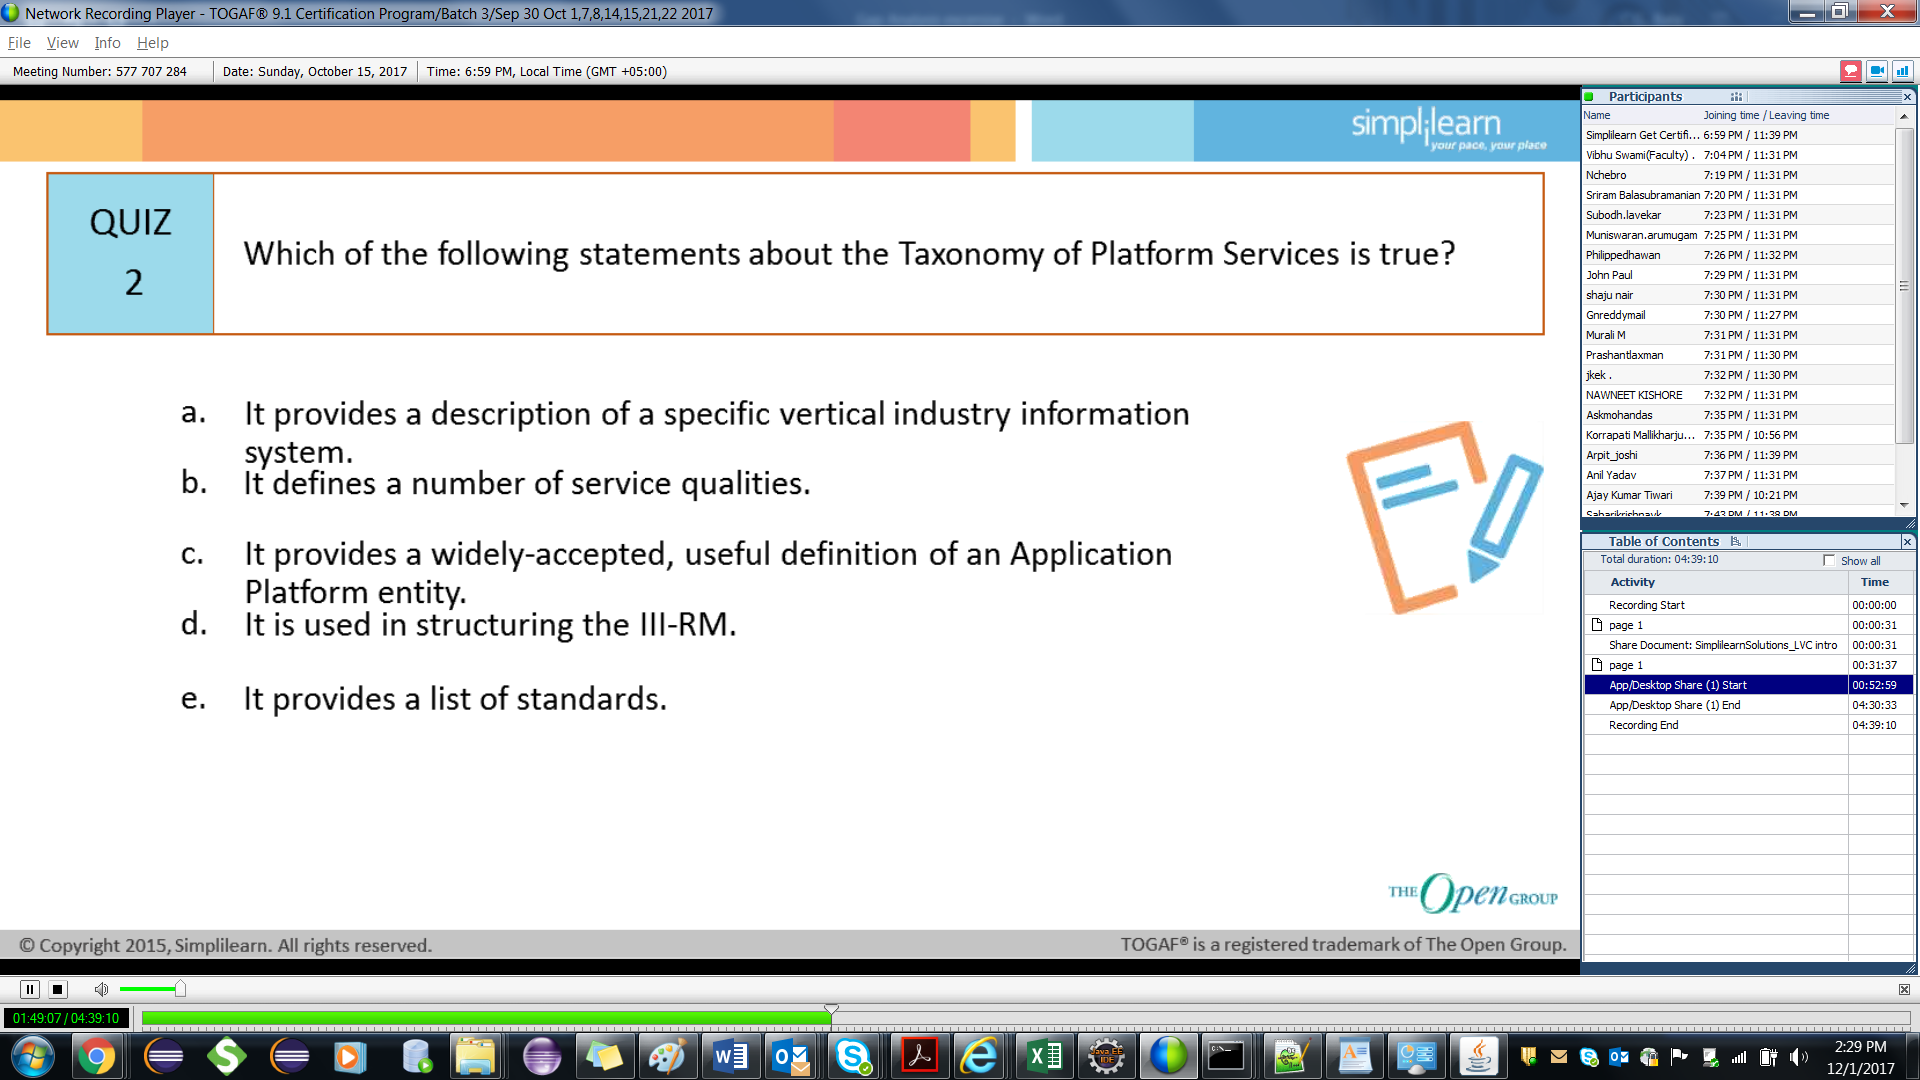 Network Recording Player - TOGAF® 9.1 Certification Program/Batch 3/Sep 30 Oct 1,7,8,14,15,21,22 2017
File View Info Help
Meeting Number: 577 707 284 Date: Sunday, October 15, 2017 Time: 6:59 PM, Local Time (GMT +05:00)
simplilearn
your pace, your place
QUIZ
2
Which of the following statements about the Taxonomy of Platform Services is true?
a. It provides a description of a specific vertical industry information
system.
b. It defines a number of service qualities.
c. It provides a widely-accepted, useful definition of an Application
Platform entity.
d. It is used in structuring the III-RM.
e. It provides a list of standards.
THE Open GROUP
© Copyright 2015, Simplilearn. All rights reserved.
TOGAF® is a registered trademark of The Open Group.
Participants
Name Joining time / Leaving time
Simplilearn Get Certifi... 6:59 PM / 11:39 PM
Vibhu Swami(Faculty) . 7:04 PM / 11:31 PM
Nchebro 7:19 PM / 11:31 PM
Sriram Balasubramanian 7:20 PM / 11:31 PM
Subodh.lavekar 7:23 PM / 11:31 PM
Muniswaran.arumugam 7:25 PM / 11:31 PM
Philippedhawan 7:26 PM / 11:32 PM
John Paul 7:29 PM / 11:31 PM
shaju nair 7:30 PM / 11:31 PM
Gnreddymail 7:30 PM / 11:27 PM
Murali M 7:31 PM / 11:31 PM
Prashantlaxman 7:31 PM / 11:30 PM
jkek . 7:32 PM / 11:30 PM
NAWNEET KISHORE 7:32 PM / 11:31 PM
Askmohandas 7:35 PM / 11:31 PM
Korrapati Mallikharju... 7:35 PM / 10:56 PM
Arpit_joshi 7:36 PM / 11:39 PM
Anil Yadav 7:37 PM / 11:31 PM
Ajay Kumar Tiwari 7:39 PM / 10:21 PM
7:43 PM / 11:38 PM
Table of Contents
Total duration: 04:39:10 Show all
Activity Time
Recording Start 00:00:00
page 1 00:00:31
Share Document: SimplilearnSolutions_LVC intro 00:00:31
page 1 00:31:37
App/Desktop Share (1) Start 00:52:59
App/Desktop Share (1) End 04:30:33
Recording End 04:39:10
01:49:07 / 04:39:10
2:29 PM
12/1/2017